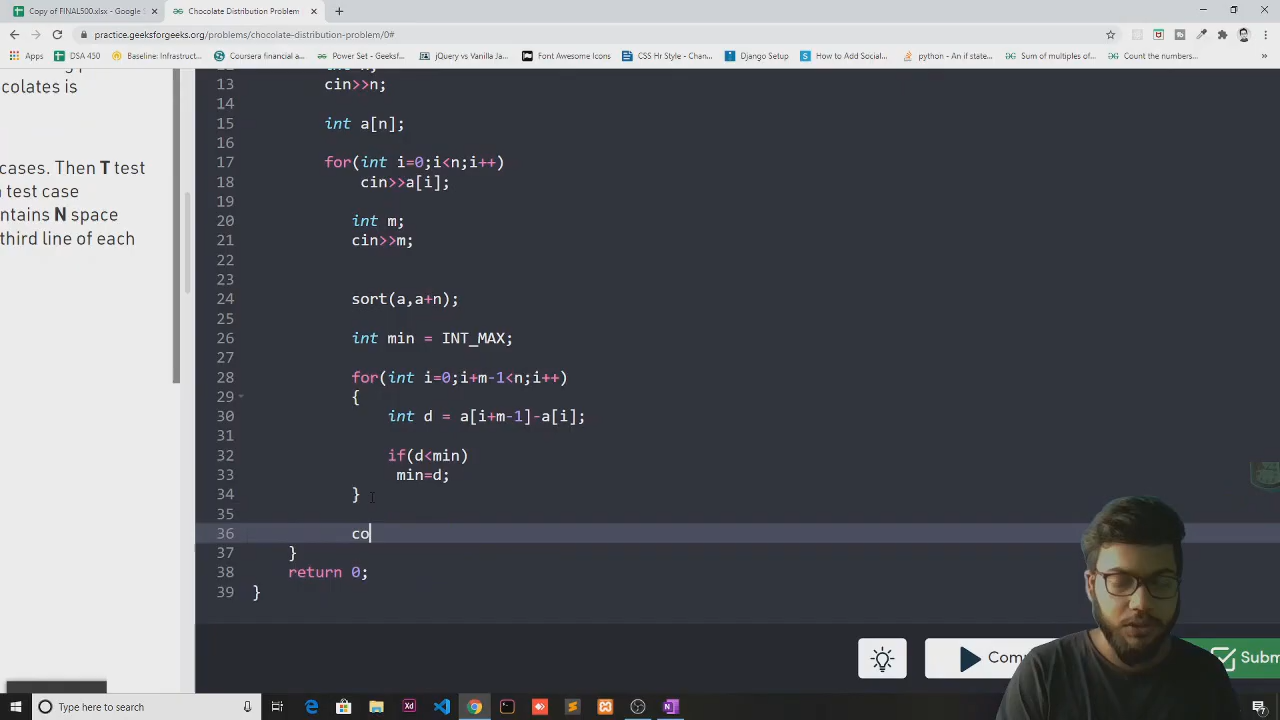 Copy of FINAL500.xlsx - Google S
Chocolate Distribution Problem
practice.geeksforgeeks.org/problems/chocolate-distribution-problem/0#
Apps
DSA 450
Baseline: Infrastruct...
Coursera financial a...
Power Set - Geeksf...
jQuery vs Vanilla Ja...
Font Awesome Icons
CSS Hr Style - Chan...
Django Setup
How to Add Social...
python - An if state...
Sum of multiples of...
Count the numbers...
colates is
cases. Then T test
test case
ntains N space
third line of each
13 cin>>n;
14
15 int a[n];
16
17 for(int i=0;i<n;i++)
18 cin>>a[i];
19
20 int m;
21 cin>>m;
22
23
24 sort(a,a+n);
25
26 int min = INT_MAX;
27
28 for(int i=0;i+m-1<n;i++)
29 {
30 int d = a[i+m-1]-a[i];
31
32 if(d<min)
33 min=d;
34 }
35
36 co
37 }
38 return 0;
39 }
Com
Subm
Type here to search